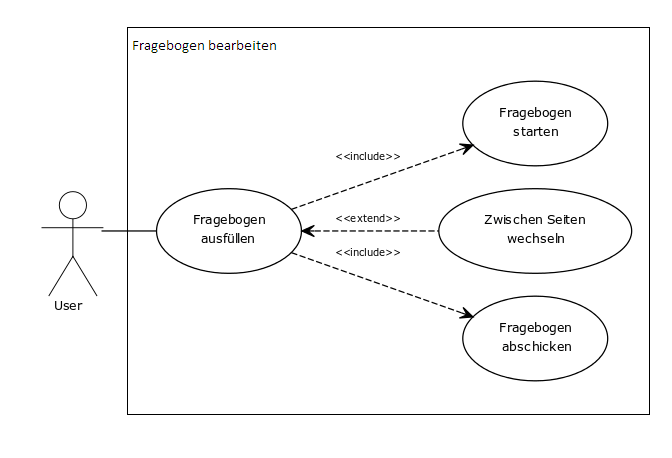 Fragebogen bearbeiten
Fragebogen
starten
<<include>>
User
Fragebogen
ausfüllen
<<extend>>
Zwischen Seiten
wechseln
<<include>>
Fragebogen
abschicken